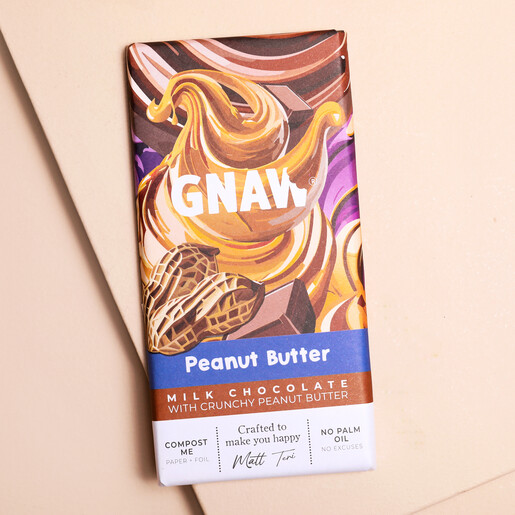 GNAW®
Peanut Butter
MILK CHOCOLATE
WITH CRUNCHY PEANUT BUTTER
COMPOST
ME
PAPER + FOIL
Crafted to
make you happy
Matt Teri
NO PALM
OIL
NO EXCUSES